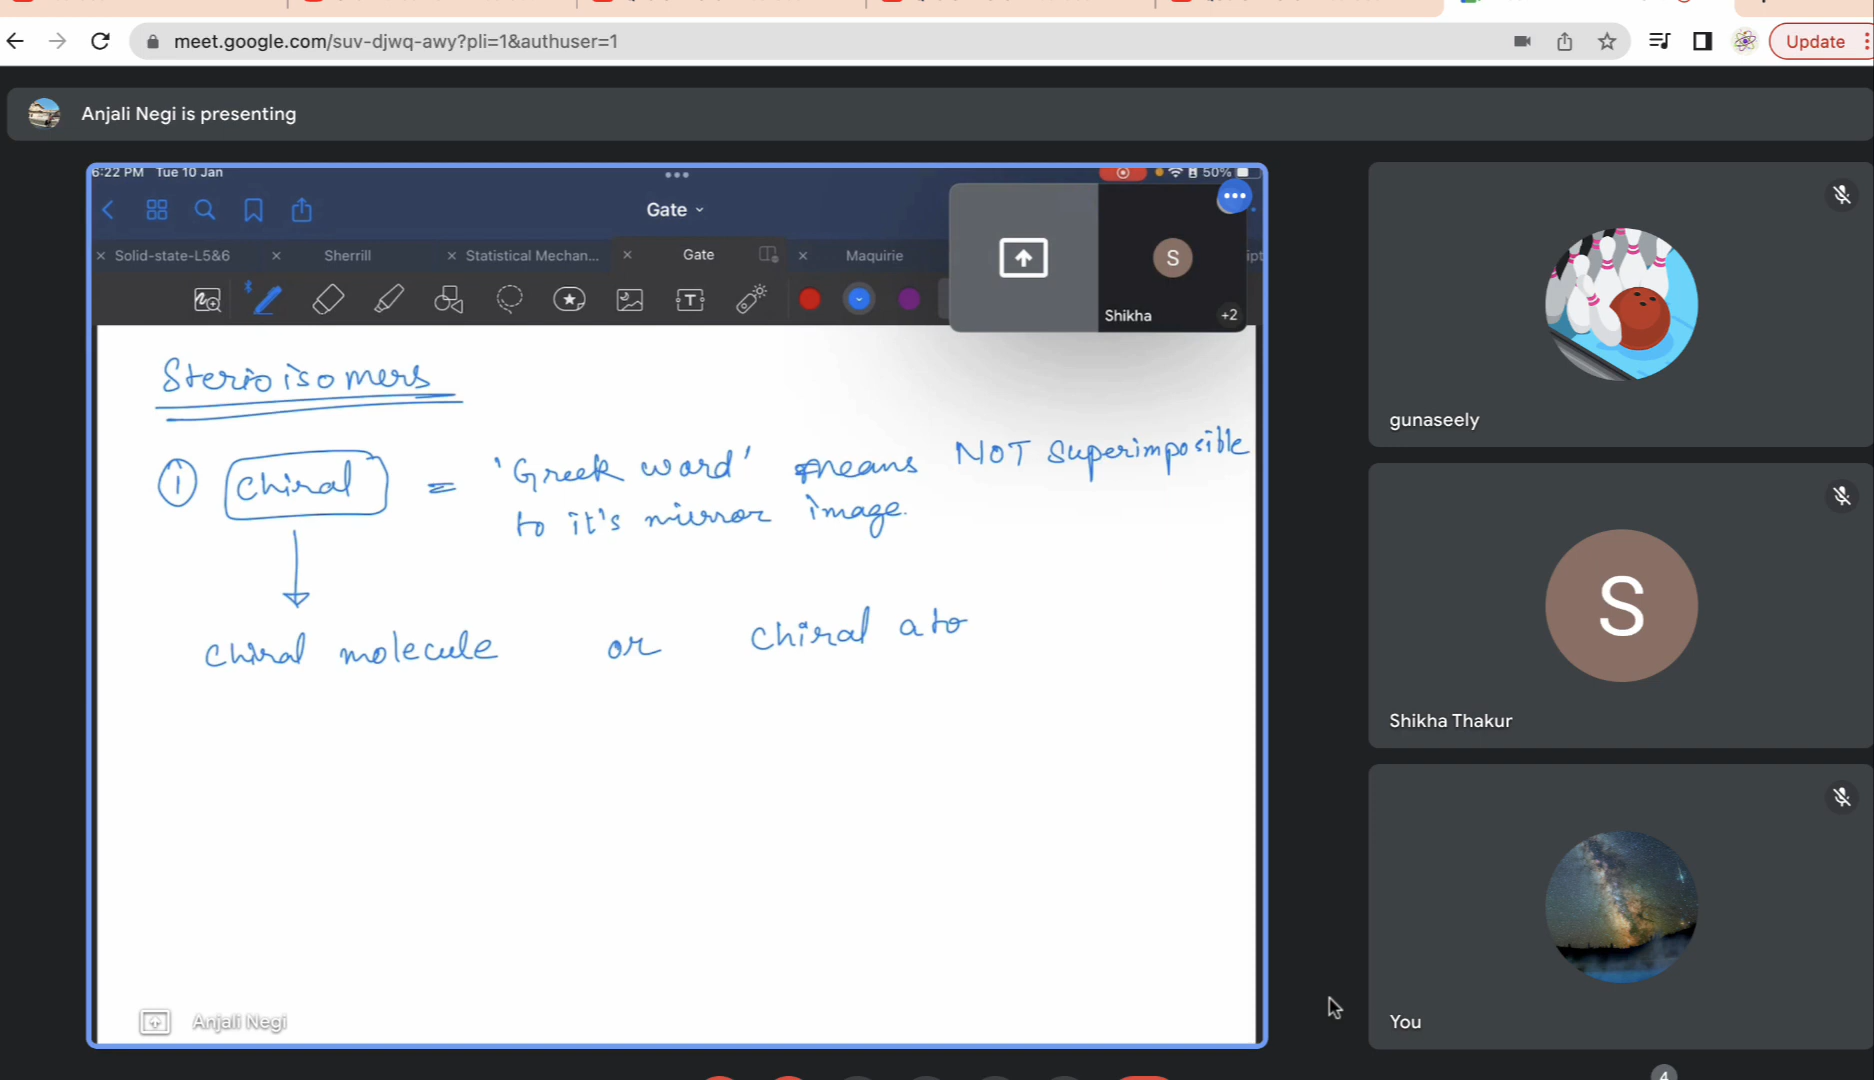 meet.google.com/suv-djwq-awy?pli=1&authuser=1
Update
Anjali Negi is presenting
6:22 PM Tue 10 Jan
50%
Gate
Solid-state-L5&6
Sherrill
Statistical Mechan...
Gate
Maquirie
T
S
Shikha
+2
Sterioisomers
1 Chiral = 'Greek word' means NOT Superimposible
to it's mirror image.
Chiral molecule or Chiral ato
Anjali Negi
gunaseely
S
Shikha Thakur
You
4